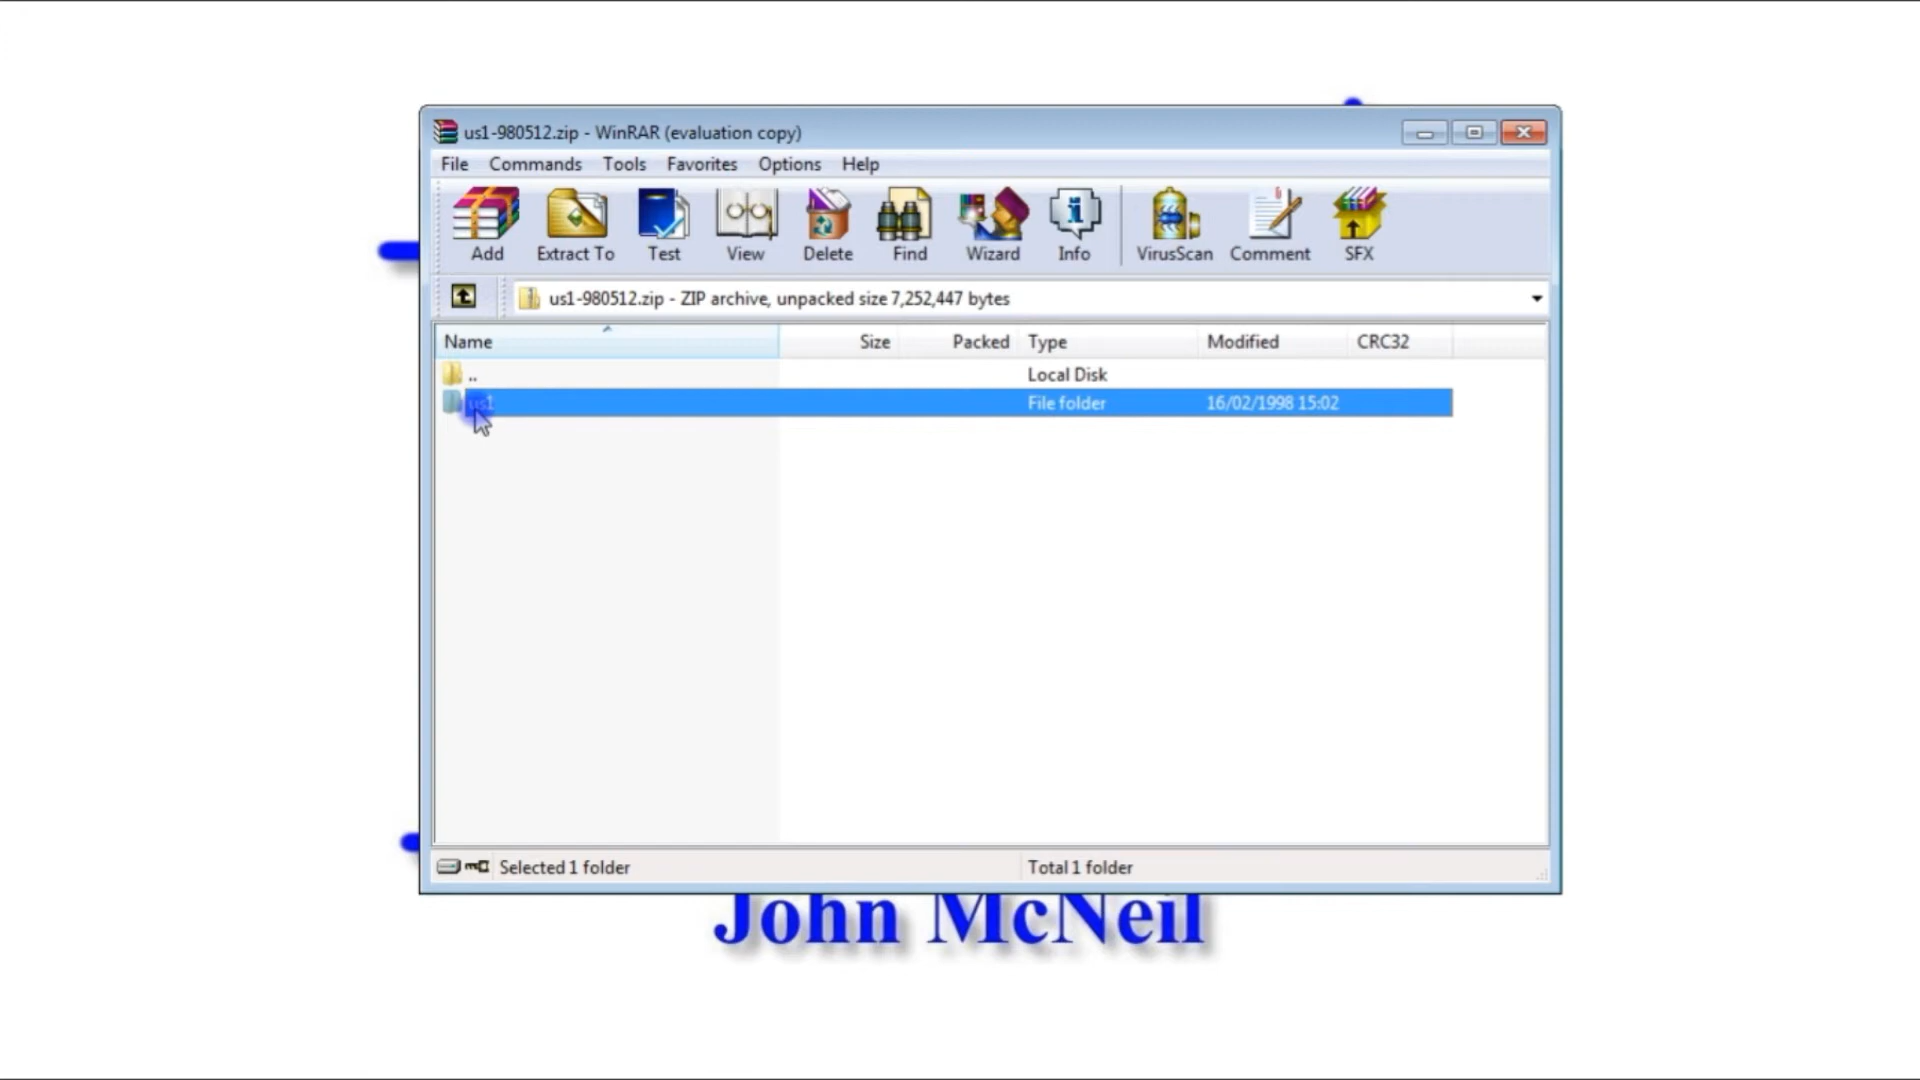 us1-980512.zip - WinRAR (evaluation copy)
File Commands Tools Favorites Options Help
Add Extract To Test View Delete Find Wizard Info VirusScan Comment SFX
us1-980512.zip - ZIP archive, unpacked size 7,252,447 bytes
Name Size Packed Type Modified CRC32
.. Local Disk
us1 File folder 16/02/1998 15:02
Selected 1 folder Total 1 folder
John McNeil